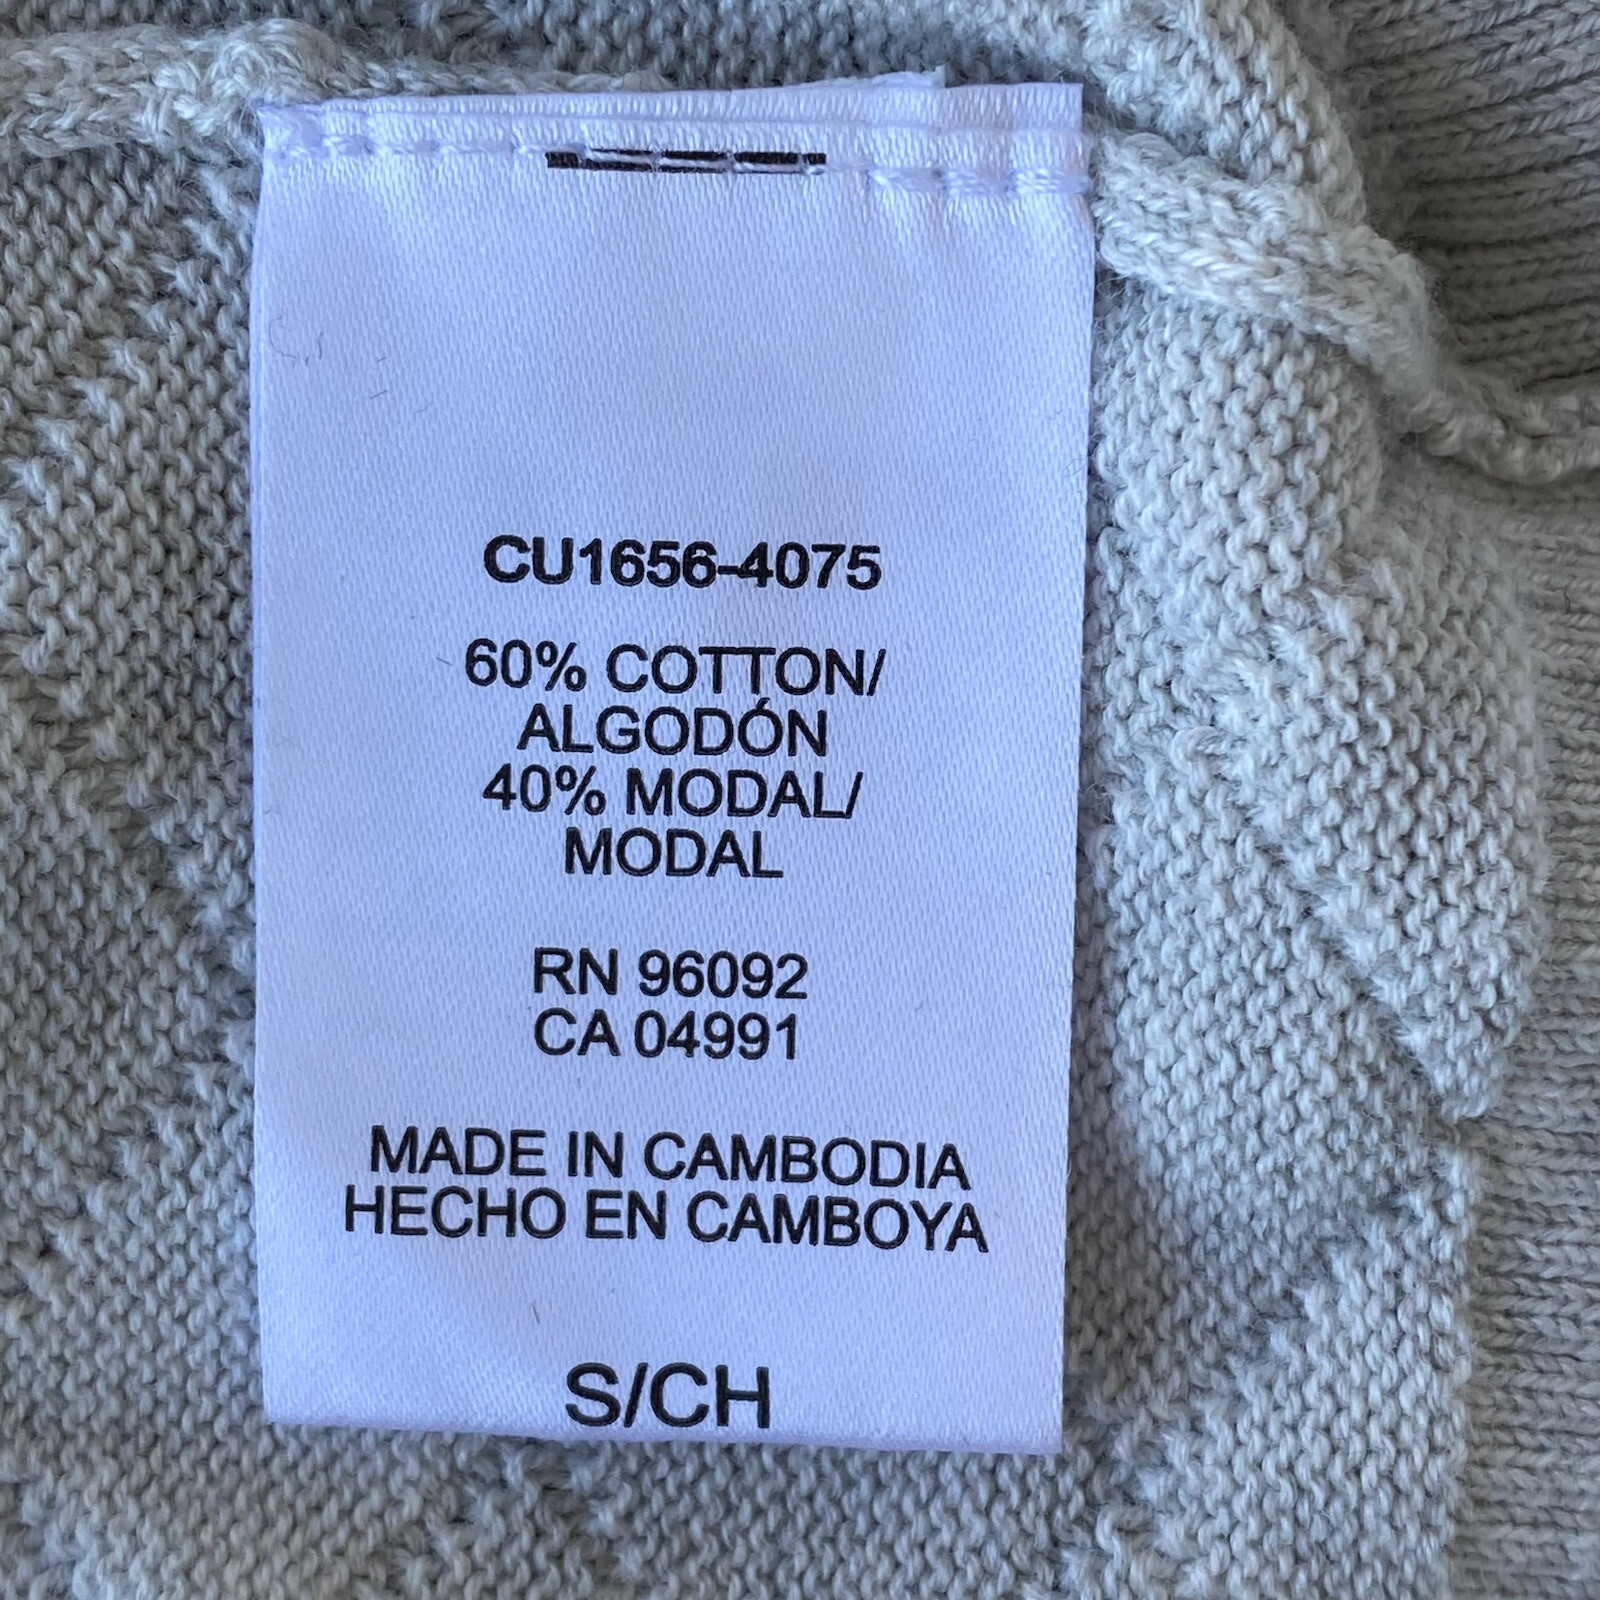 CU1656-4075
60% COTTON/
ALGODÓN
40% MODAL/
MODAL
RN 96092
CA 04991
MADE IN CAMBODIA
HECHO EN CAMBOYA
S/CH